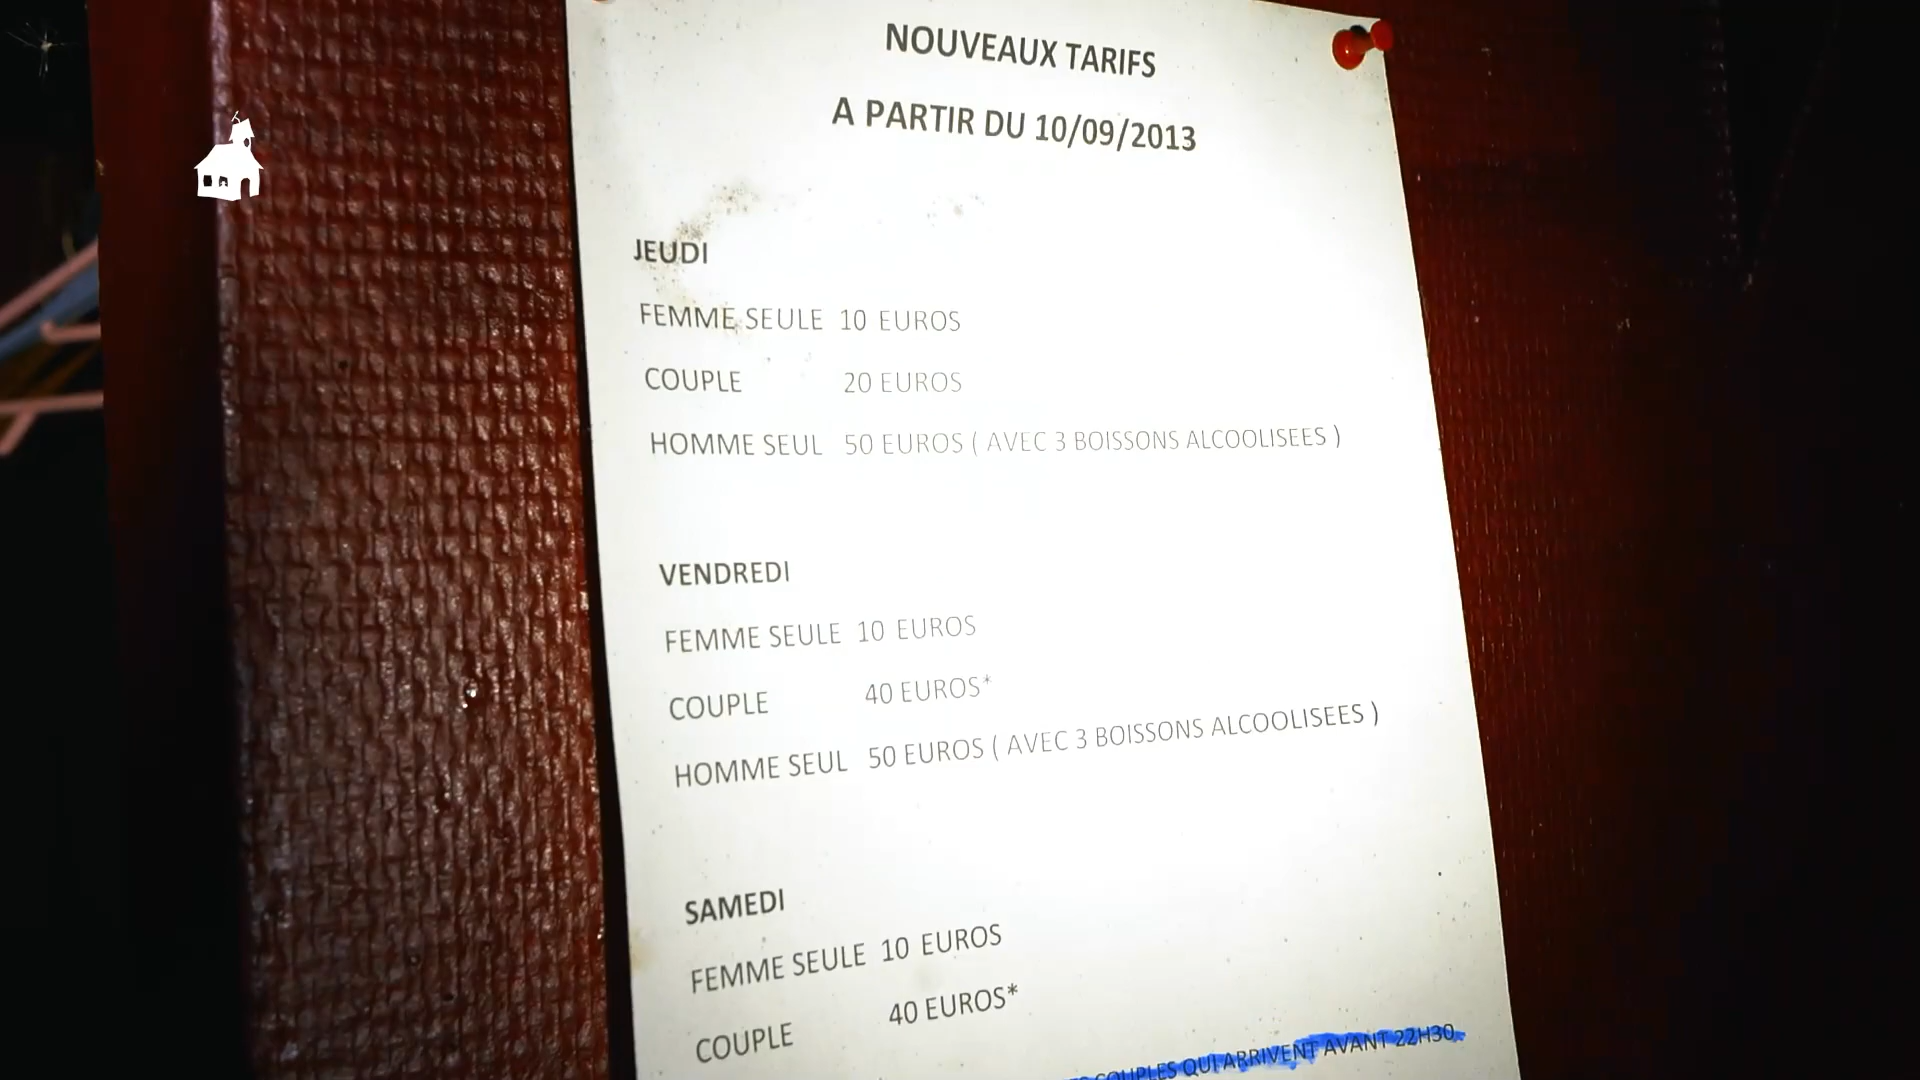 NOUVEAUX TARIFS
A PARTIR DU 10/09/2013
JEUDI
FEMME SEULE 10 EUROS
COUPLE 20 EUROS
HOMME SEUL 50 EUROS ( AVEC 3 BOISSONS ALCOOLISEES )
VENDREDI
FEMME SEULE 10 EUROS
COUPLE 40 EUROS*
HOMME SEUL 50 EUROS ( AVEC 3 BOISSONS ALCOOLISEES )
SAMEDI
FEMME SEULE 10 EUROS
COUPLE 40 EUROS*
COUPLES QUI ARRIVENT AVANT 22H30.